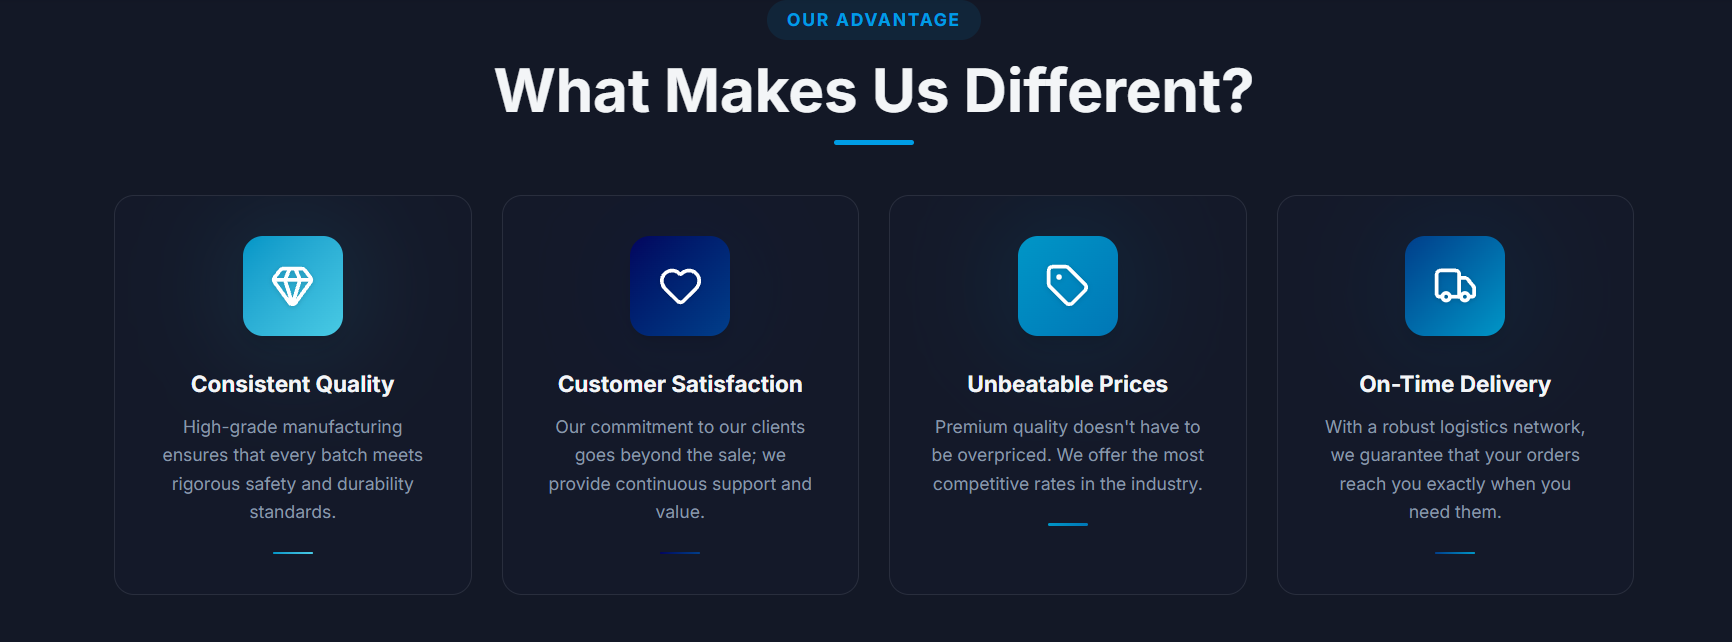 OUR ADVANTAGE
What Makes Us Different?
Consistent Quality
High-grade manufacturing
ensures that every batch meets
rigorous safety and durability
standards.
Customer Satisfaction
Our commitment to our clients
goes beyond the sale; we
provide continuous support and
value.
Unbeatable Prices
Premium quality doesn't have to
be overpriced. We offer the most
competitive rates in the industry.
On-Time Delivery
With a robust logistics network,
we guarantee that your orders
reach you exactly when you
need them.